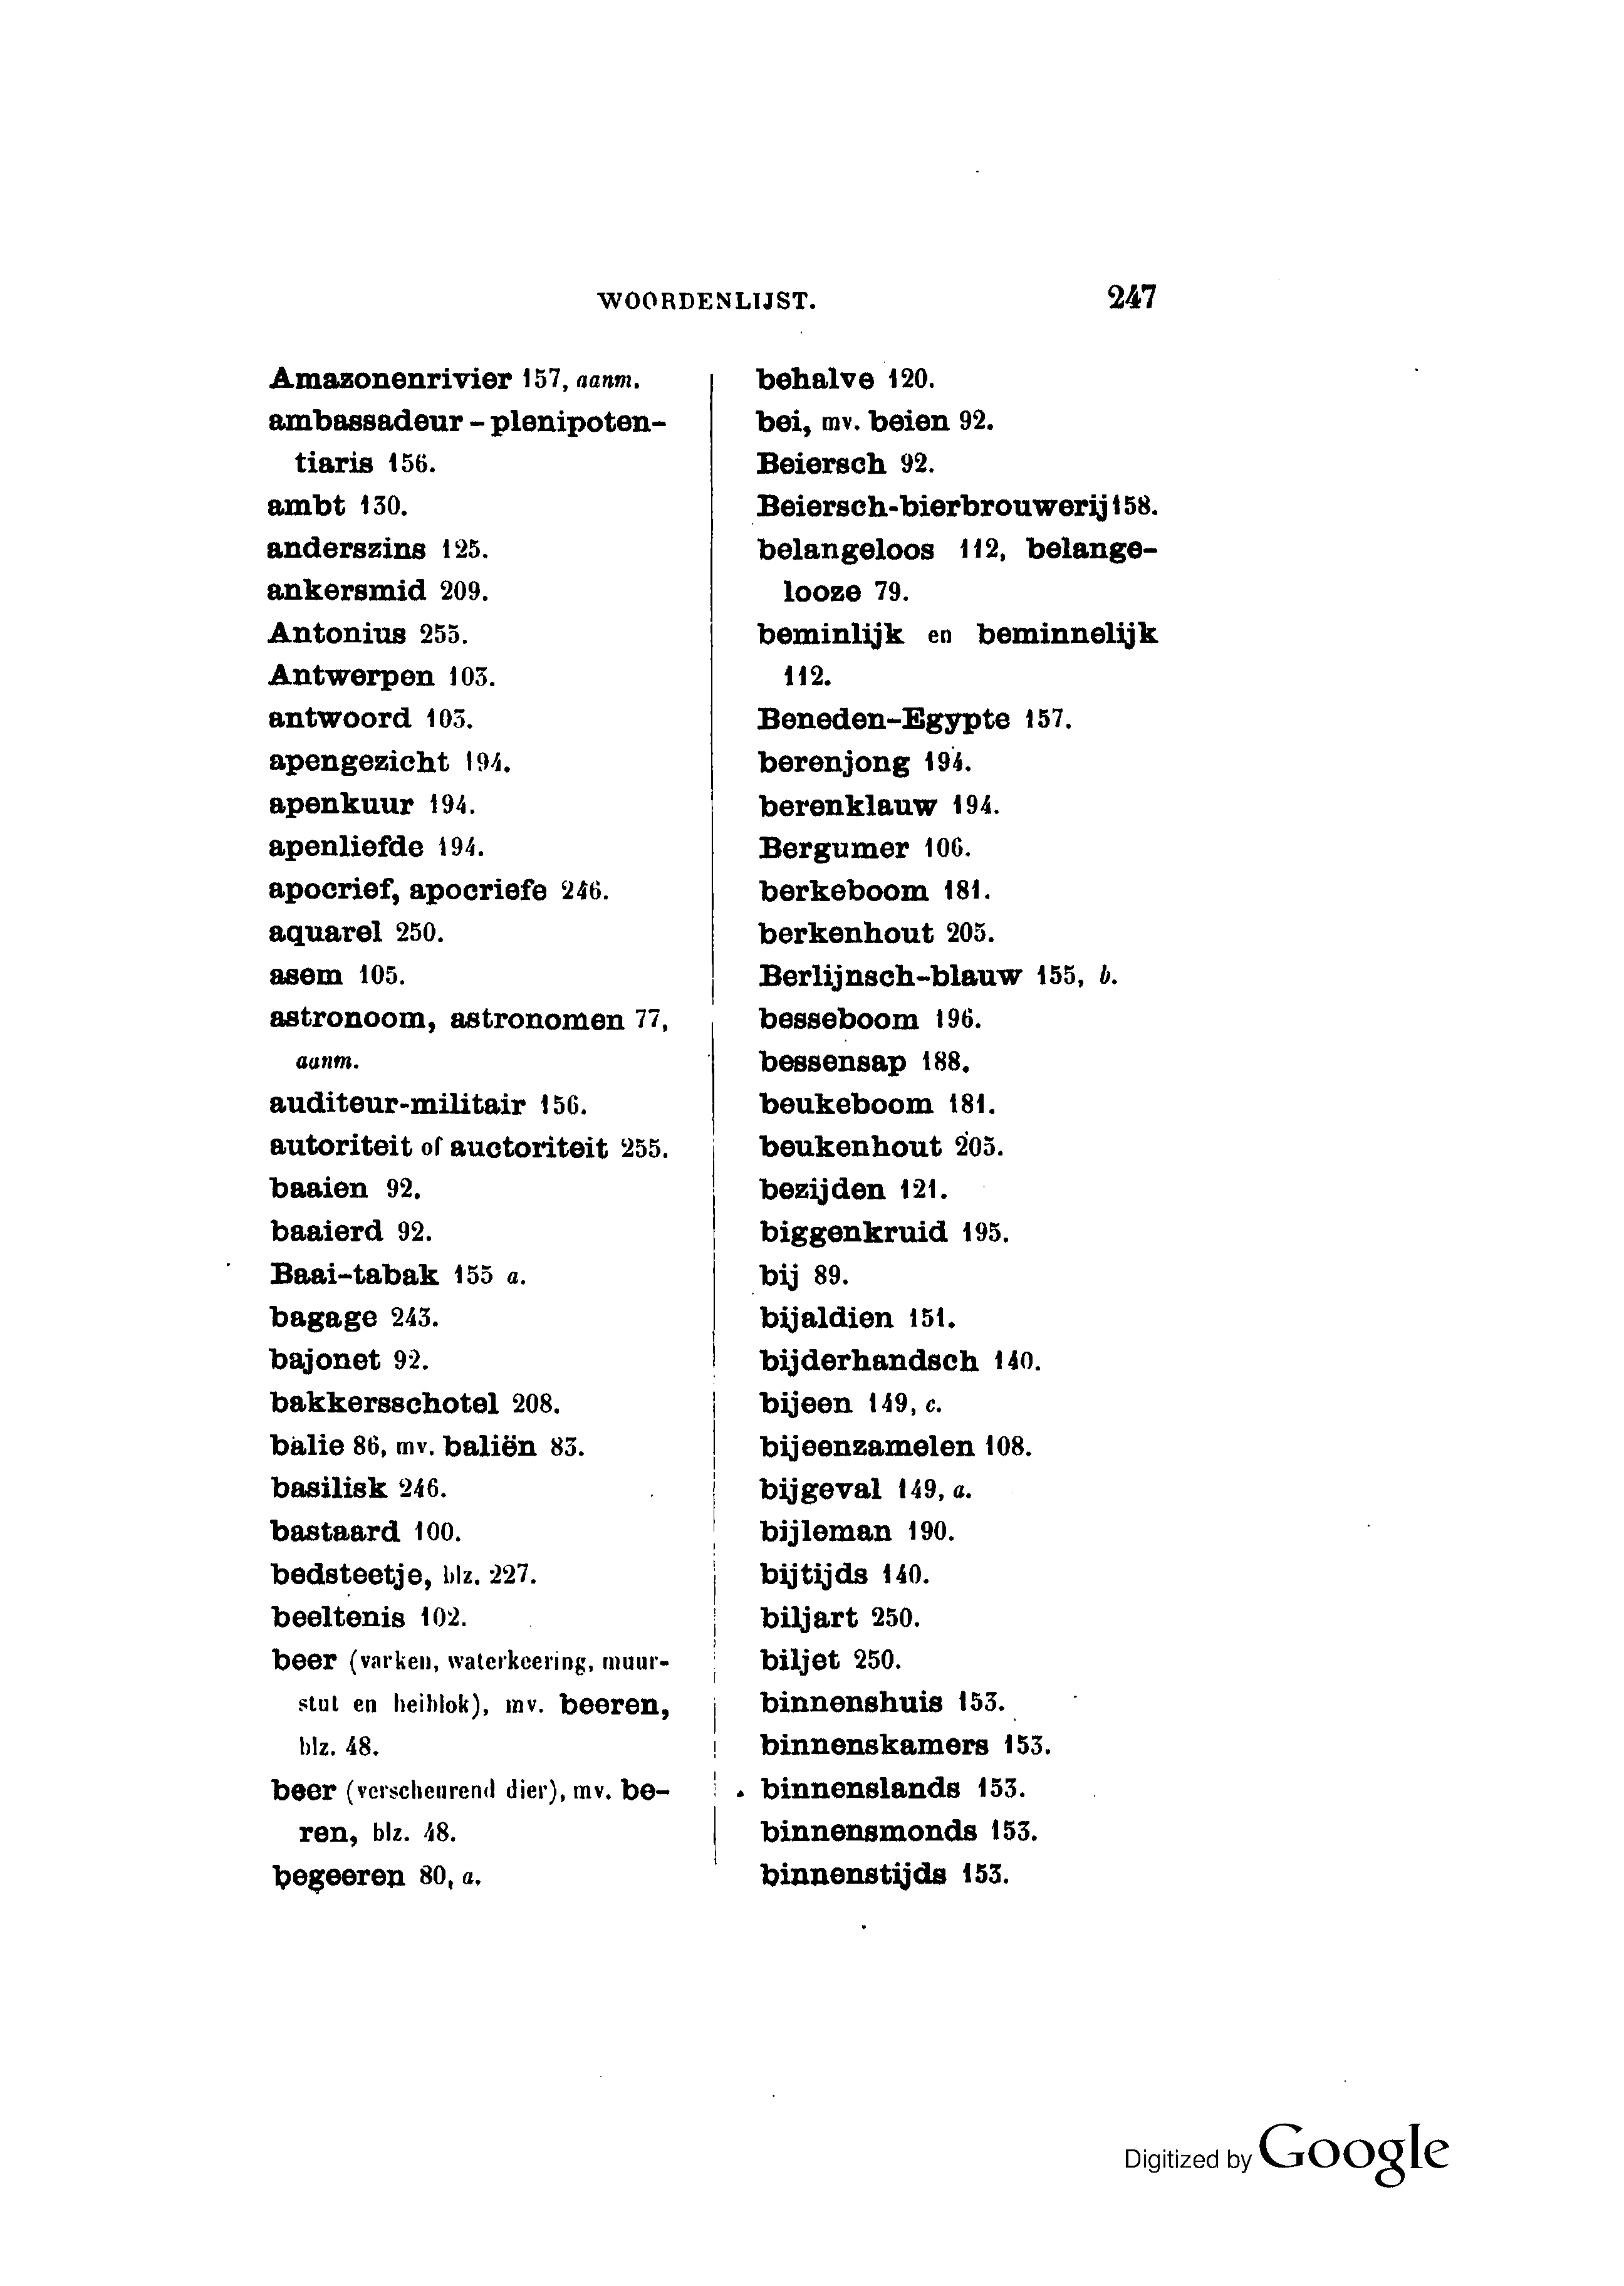 WOORDENLIJST. 247
Amazonenrivier 157, aanm.
ambassadeur - plenipoten-
tiaris 156.
ambt 130.
anderszins 125.
ankersmid 209.
Antonius 255.
Antwerpen 103.
antwoord 103.
apengezicht 194.
apenkuur 194.
apenliefde 194.
apocrief, apocriefe 246.
aquarel 250.
asem 105.
astronoom, astronomen 77,
aanm.
auditeur-militair 156.
autoriteit of auctoriteit 255.
baaien 92.
baaierd 92.
Baai-tabak 155 a.
bagage 243.
bajonet 92.
bakkersschotel 208.
balie 86, mv. baliën 83.
basilisk 246.
bastaard 100.
bedsteetje, blz. 227.
beeltenis 102.
beer (varken, waterkeering, muur-
stut en heiblok), mv. beeren,
blz. 48.
beer (verscheurend dier), mv. be-
ren, blz. 48.
begeeren 80, a.
behalve 120.
bei, mv. beien 92.
Beiersch 92.
Beiersch-bierbrouwerij 158.
belangeloos 112, belange-
looze 79.
beminlijk en beminnelijk
112.
Beneden-Egypte 157.
berenjong 194.
berenklauw 194.
Bergumer 106.
berkeboom 181.
berkenhout 205.
Berlijnsch-blauw 155, b.
besseboom 196.
bessensap 188.
beukeboom 181.
beukenhout 205.
bezijden 121.
biggenkruid 195.
bij 89.
bijaldien 151.
bijderhandsch 140.
bijeen 149, c.
bijeenzamelen 108.
bijgeval 149, a.
bijleman 190.
bijtijds 140.
biljart 250.
biljet 250.
binnenshuis 153.
binnenskamers 153.
binnenslands 153.
binnensmonds 153.
binnenstijds 153.
Digitized by Google